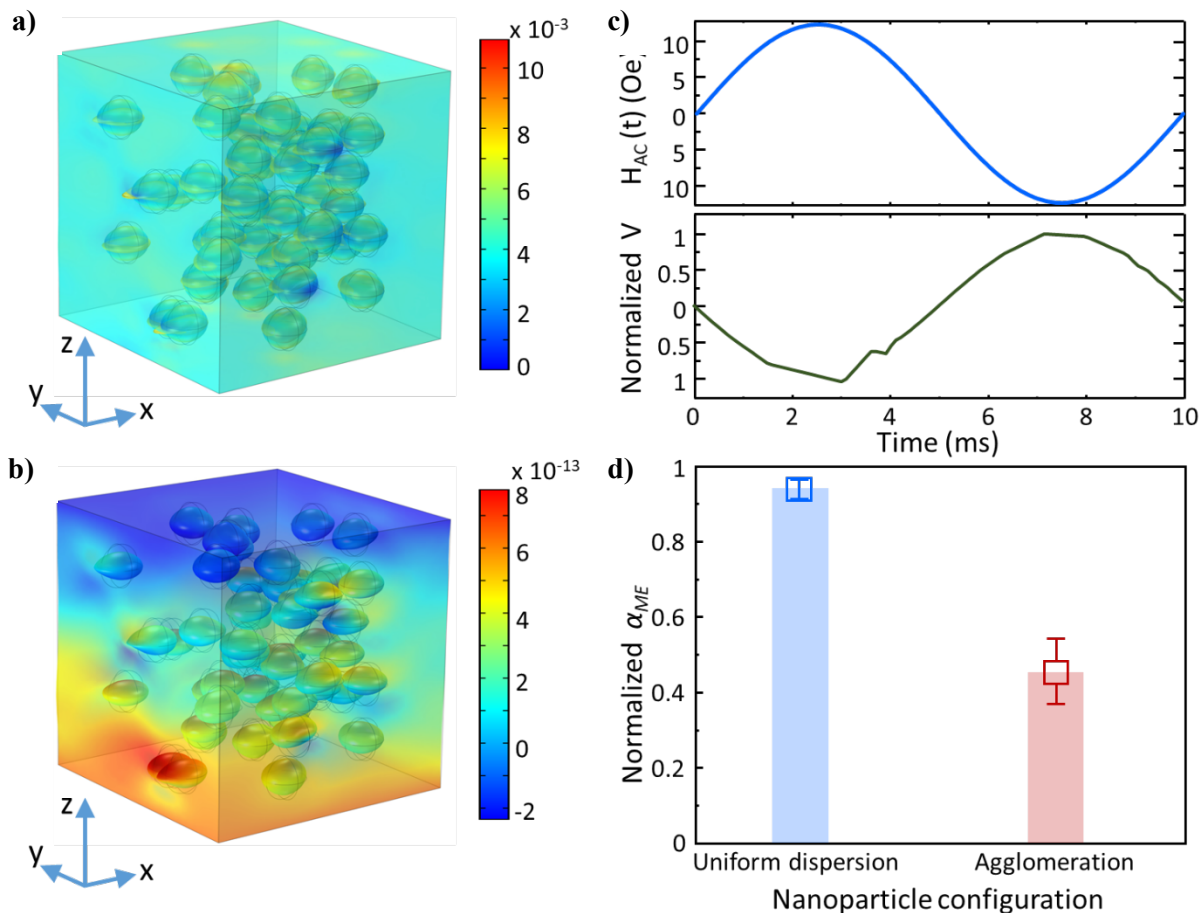 a)
x 10-3
10
8
6
4
2
0
z
y
x
b)
x 10-13
8
6
4
2
0
-2
z
y
x
c)
HAC (t) (Oe)
10
5
0
5
10
Normalized V
1
0.5
0
0.5
1
0 2 4 6 8 10
Time (ms)
d)
Normalized αME
1
0.8
0.6
0.4
0.2
0
Uniform dispersion Agglomeration
Nanoparticle configuration